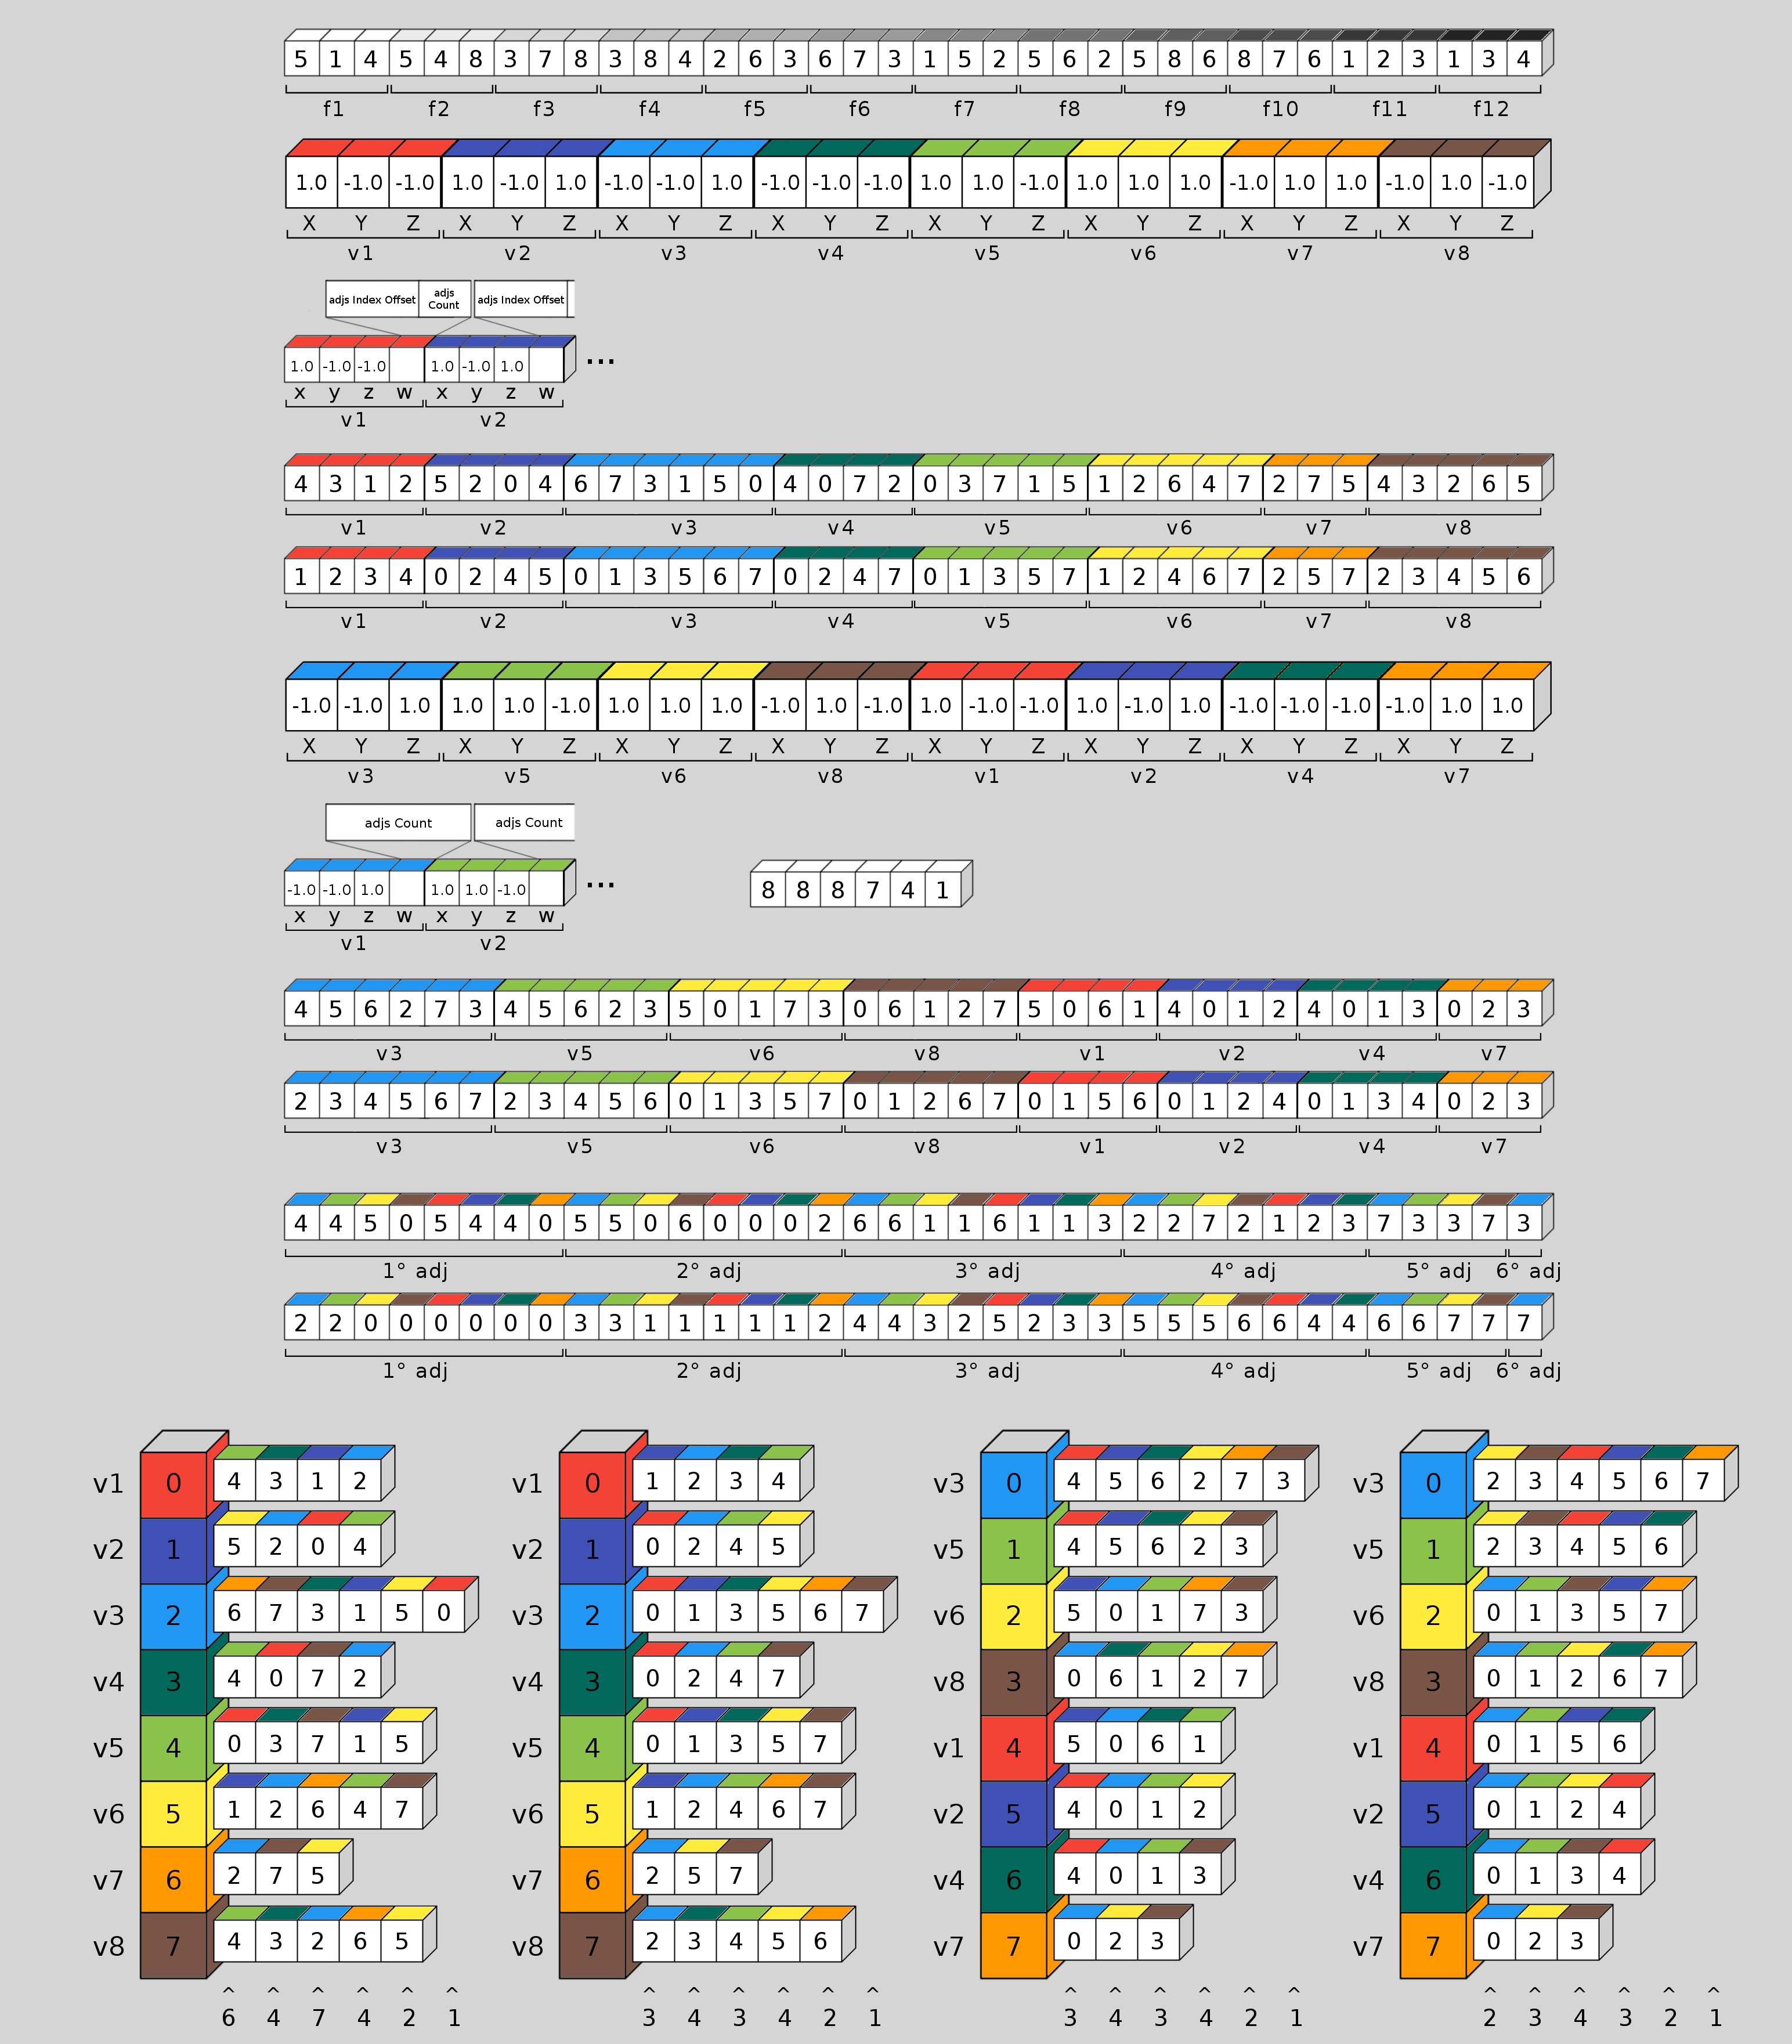 5 1 4 5 4 8 3 7 8 3 8 4 2 6 3 6 7 3 1 5 2 5 6 2 5 8 6 8 7 6 1 2 3 1 3 4
f1 f2 f3 f4 f5 f6 f7 f8 f9 f10 f11 f12
1.0 -1.0 -1.0 1.0 -1.0 1.0 -1.0 -1.0 1.0 -1.0 -1.0 -1.0 1.0 1.0 -1.0 1.0 1.0 1.0 -1.0 1.0 1.0 -1.0 1.0 -1.0
X Y Z X Y Z X Y Z X Y Z X Y Z X Y Z X Y Z X Y Z
v1 v2 v3 v4 v5 v6 v7 v8
adjs Index Offset adjs Count adjs Index Offset
1.0 -1.0 -1.0 1.0 -1.0 1.0 ...
x y z w x y z w
v1 v2
4 3 1 2 5 2 0 4 6 7 3 1 5 0 4 0 7 2 0 3 7 1 5 1 2 6 4 7 2 7 5 4 3 2 6 5
v1 v2 v3 v4 v5 v6 v7 v8
1 2 3 4 0 2 4 5 0 1 3 5 6 7 0 2 4 7 0 1 3 5 7 1 2 4 6 7 2 5 7 2 3 4 5 6
v1 v2 v3 v4 v5 v6 v7 v8
-1.0 -1.0 1.0 1.0 1.0 -1.0 1.0 1.0 1.0 -1.0 1.0 -1.0 1.0 -1.0 -1.0 1.0 -1.0 1.0 -1.0 -1.0 -1.0 -1.0 1.0 1.0
X Y Z X Y Z X Y Z X Y Z X Y Z X Y Z X Y Z X Y Z
v3 v5 v6 v8 v1 v2 v4 v7
adjs Count adjs Count
-1.0 -1.0 1.0 1.0 1.0 -1.0 ... 8 8 8 7 4 1
x y z w x y z w
v1 v2
4 5 6 2 7 3 4 5 6 2 3 5 0 1 7 3 0 6 1 2 7 5 0 6 1 4 0 1 2 4 0 1 3 0 2 3
v3 v5 v6 v8 v1 v2 v4 v7
2 3 4 5 6 7 2 3 4 5 6 0 1 3 5 7 0 1 2 6 7 0 1 5 6 0 1 2 4 0 1 3 4 0 2 3
v3 v5 v6 v8 v1 v2 v4 v7
4 4 5 0 5 4 4 0 5 5 0 6 0 0 0 2 6 6 1 1 6 1 1 3 2 2 7 2 1 2 3 7 3 3 7 3
1° adj 2° adj 3° adj 4° adj 5° adj 6° adj
2 2 0 0 0 0 0 0 3 3 1 1 1 1 1 2 4 4 3 2 5 2 3 3 5 5 5 6 6 4 4 6 6 7 7 7
1° adj 2° adj 3° adj 4° adj 5° adj 6° adj
v1 0 4 3 1 2 v1 0 1 2 3 4 v3 0 4 5 6 2 7 3 v3 0 2 3 4 5 6 7
v2 1 5 2 0 4 v2 1 0 2 4 5 v5 1 4 5 6 2 3 v5 1 2 3 4 5 6
v3 2 6 7 3 1 5 0 v3 2 0 1 3 5 6 7 v6 2 5 0 1 7 3 v6 2 0 1 3 5 7
v4 3 4 0 7 2 v4 3 0 2 4 7 v8 3 0 6 1 2 7 v8 3 0 1 2 6 7
v5 4 0 3 7 1 5 v5 4 0 1 3 5 7 v1 4 5 0 6 1 v1 4 0 1 5 6
v6 5 1 2 6 4 7 v6 5 1 2 4 6 7 v2 5 4 0 1 2 v2 5 0 1 2 4
v7 6 2 7 5 v7 6 2 5 7 v4 6 4 0 1 3 v4 6 0 1 3 4
v8 7 4 3 2 6 5 v8 7 2 3 4 5 6 v7 7 0 2 3 v7 7 0 2 3
^ ^ ^ ^ ^ ^ ^ ^ ^ ^ ^ ^ ^ ^ ^ ^ ^ ^ ^ ^ ^ ^ ^ ^
6 4 7 4 2 1 3 4 3 4 2 1 3 4 3 4 2 1 2 3 4 3 2 1